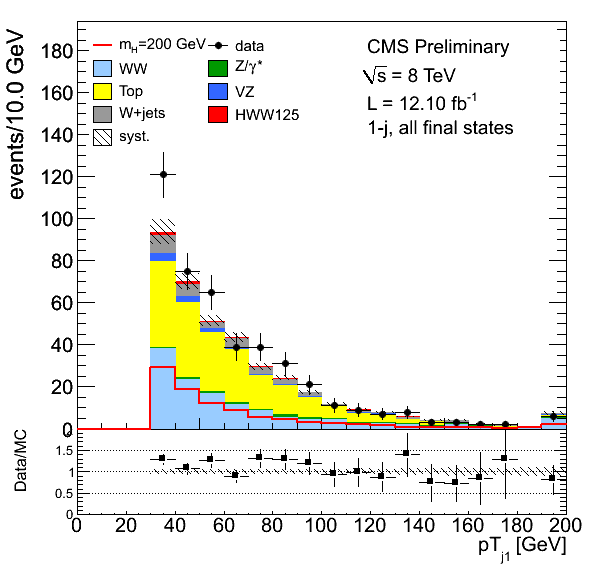 events/10.0 GeV
180
160
140
120
100
80
60
40
20
0
m_H=200 GeV
data
WW
Z/γ*
Top
VZ
W+jets
HWW125
syst.
CMS Preliminary
√s = 8 TeV
L = 12.10 fb⁻¹
1-j, all final states
Data/MC
1.5
1
0.5
0
0 20 40 60 80 100 120 140 160 180 200
pT_j1 [GeV]